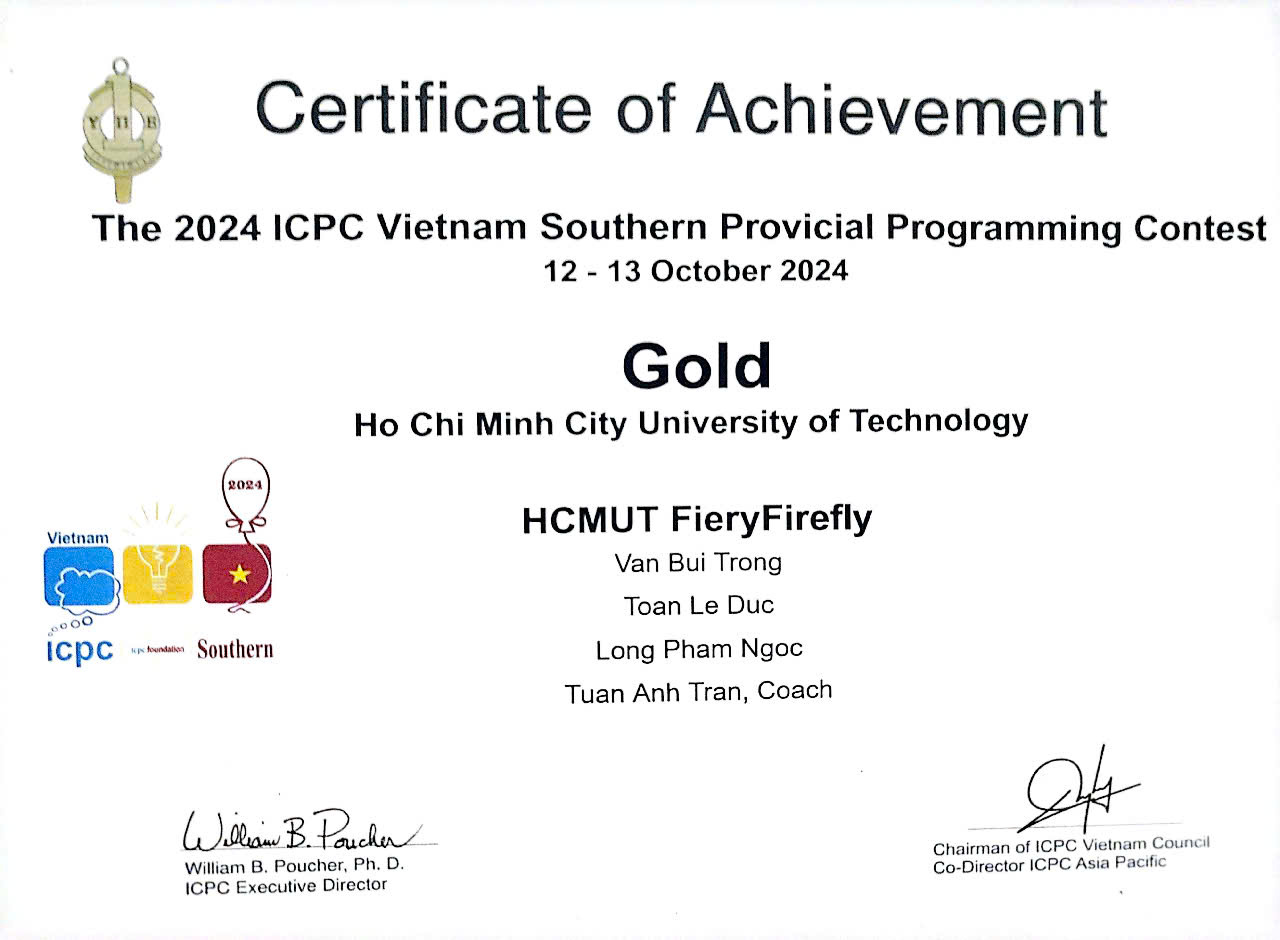 Certificate of Achievement
The 2024 ICPC Vietnam Southern Provicial Programming Contest
12 - 13 October 2024
Gold
Ho Chi Minh City University of Technology
2024
Vietnam
icpc
icpc foundation
Southern
HCMUT FieryFirefly
Van Bui Trong
Toan Le Duc
Long Pham Ngoc
Tuan Anh Tran, Coach
William B. Poucher
William B. Poucher, Ph. D.
ICPC Executive Director
Chairman of ICPC Vietnam Council
Co-Director ICPC Asia Pacific